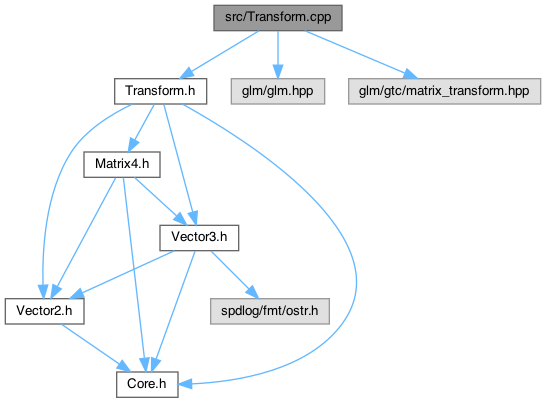 src/Transform.cpp
Transform.h
glm/glm.hpp
glm/gtc/matrix_transform.hpp
Matrix4.h
Vector3.h
Vector2.h
spdlog/fmt/ostr.h
Core.h